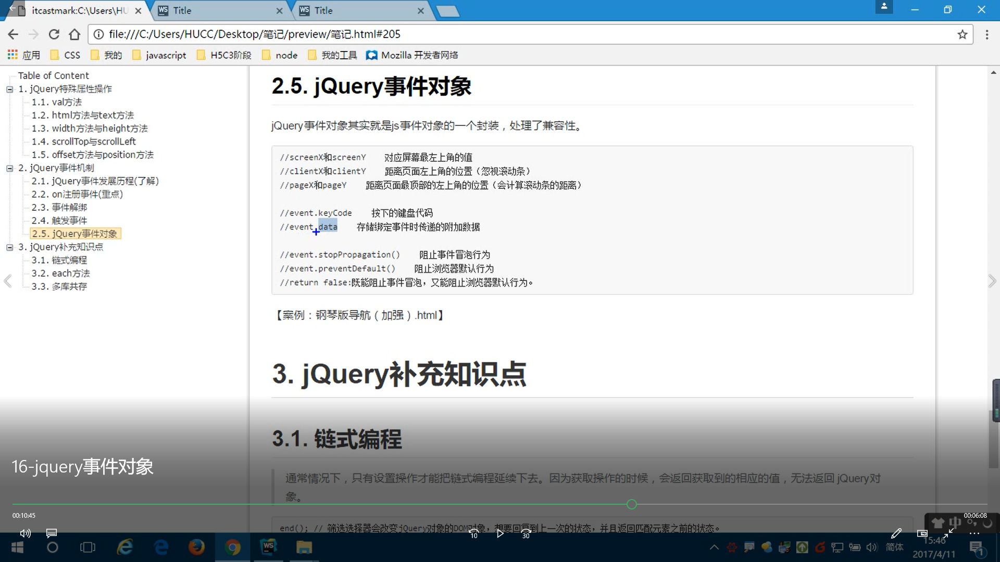 itcastmark:C:\Users\HU
Title
Title
file:///C:/Users/HUCC/Desktop/笔记/preview/笔记.html#205
应用 CSS 我的 javascript H5C3阶段 node 我的工具 Mozilla 开发者网络
Table of Content
1. jQuery特殊属性操作
1.1. val方法
1.2. html方法与text方法
1.3. width方法与height方法
1.4. scrollTop与scrollLeft
1.5. offset方法与position方法
2. jQuery事件机制
2.1. jQuery事件发展历程(了解)
2.2. on注册事件(重点)
2.3. 事件解绑
2.4. 触发事件
2.5. jQuery事件对象
3. jQuery补充知识点
3.1. 链式编程
3.2. each方法
3.3. 多库共存
2.5. jQuery事件对象
jQuery事件对象其实就是js事件对象的一个封装，处理了兼容性。
//screenX和screenY 对应屏幕最左上角的值
//clientX和clientY 距离页面左上角的位置（忽视滚动条）
//pageX和pageY 距离页面最顶部的左上角的位置（会计算滚动条的距离）
//event.keyCode 按下的键盘代码
//event.data 存储绑定事件时传递的附加数据
//event.stopPropagation() 阻止事件冒泡行为
//event.preventDefault() 阻止浏览器默认行为
//return false:既能阻止事件冒泡，又能阻止浏览器默认行为。
【案例：钢琴版导航（加强）.html】
3. jQuery补充知识点
3.1. 链式编程
通常情况下，只有设置操作才能把链式编程延续下去。因为获取操作的时候，会返回获取到的相应的值，无法返回 jQuery对
象。
end(); // 筛选选择器会改变jQuery对象的DOM对象，想要回复到上一次的状态，并且返回匹配元素之前的状态。
16-jquery事件对象
00:10:45
00:06:08
10
30
中
WS
简体
15:46
2017/4/11
1